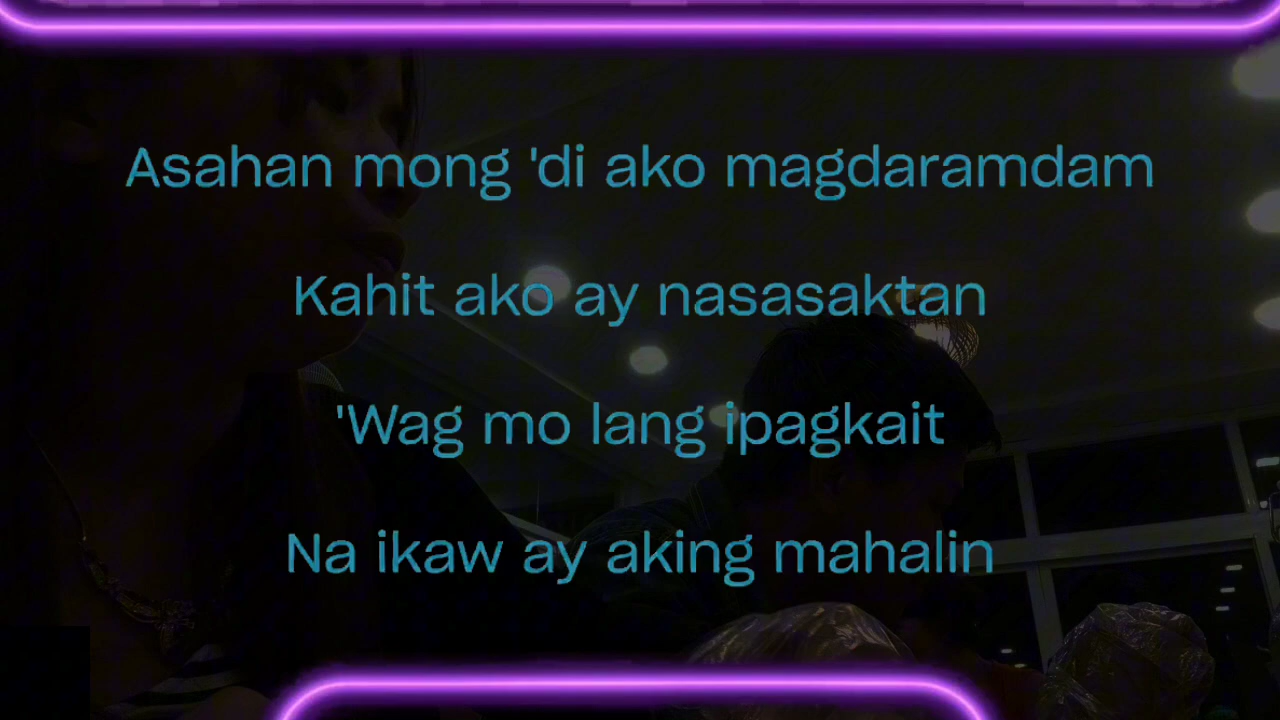 Asahan mong 'di ako magdaramdam
Kahit ako ay nasasaktan
'Wag mo lang ipagkait
Na ikaw ay aking mahalin